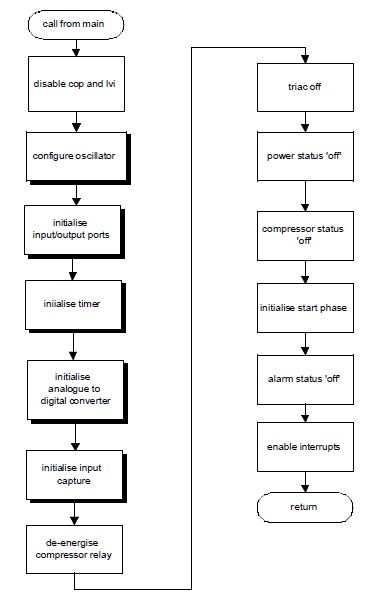 call from main
disable cop and lvi
configure oscillator
initialise
input/output ports
iniialise timer
initialise
analogue to
digital converter
initialise input
capture
de-energise
compressor relay
triac off
power status 'off'
compressor status
'off'
initialise start phase
alarm status 'off'
enable interrupts
return